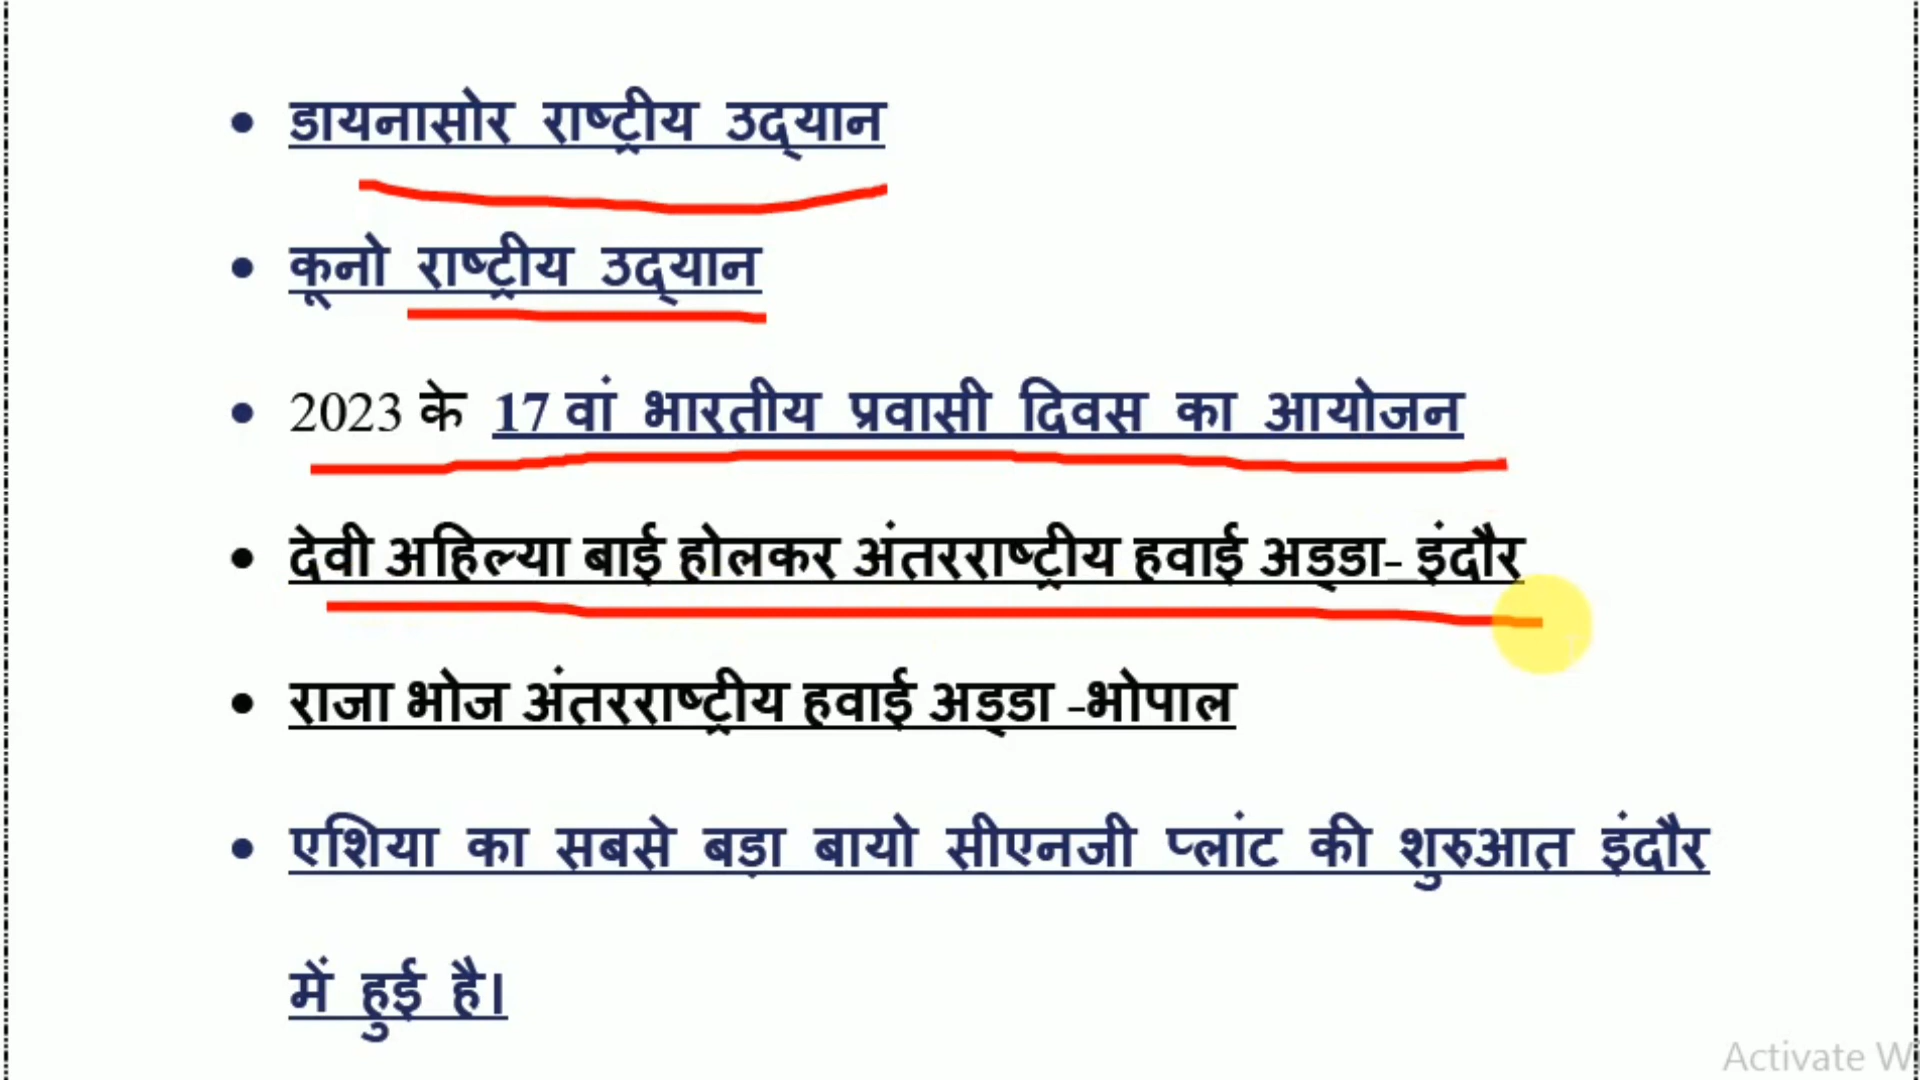 • डायनासोर राष्ट्रीय उद्यान
• कूनो राष्ट्रीय उद्यान
• 2023 के 17 वां भारतीय प्रवासी दिवस का आयोजन
• देवी अहिल्या बाई होलकर अंतरराष्ट्रीय हवाई अड्डा- इंदौर
• राजा भोज अंतरराष्ट्रीय हवाई अड्डा -भोपाल
• एशिया का सबसे बड़ा बायो सीएनजी प्लांट की शुरुआत इंदौर
में हुई है।
Activate W